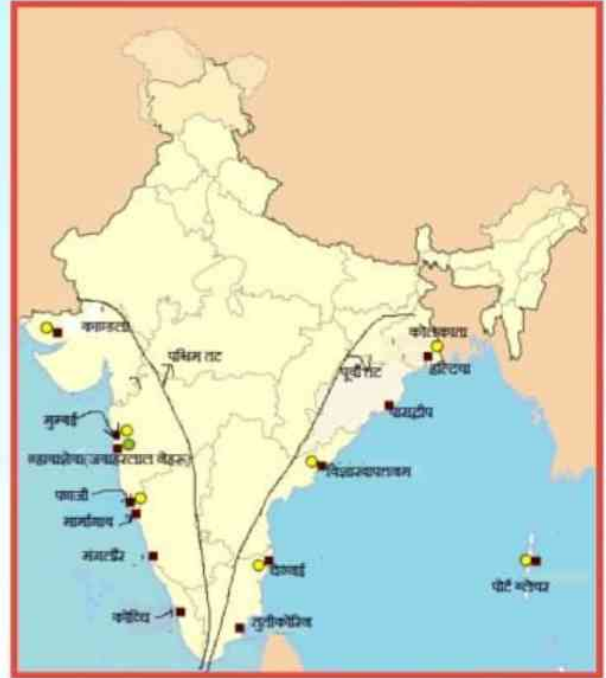 काण्डला
कोलकाता
पश्चिम तट
पूर्वी तट
हल्दिया
पाराद्वीप
मुम्बई
न्हावाशेवा(जवाहरलाल नेहरू)
विशाखापत्तनम
पणजी
मार्मागाव
मंगलौर
चेन्नई
पोर्ट ब्लेयर
कोच्चि
तुतीकोरिन